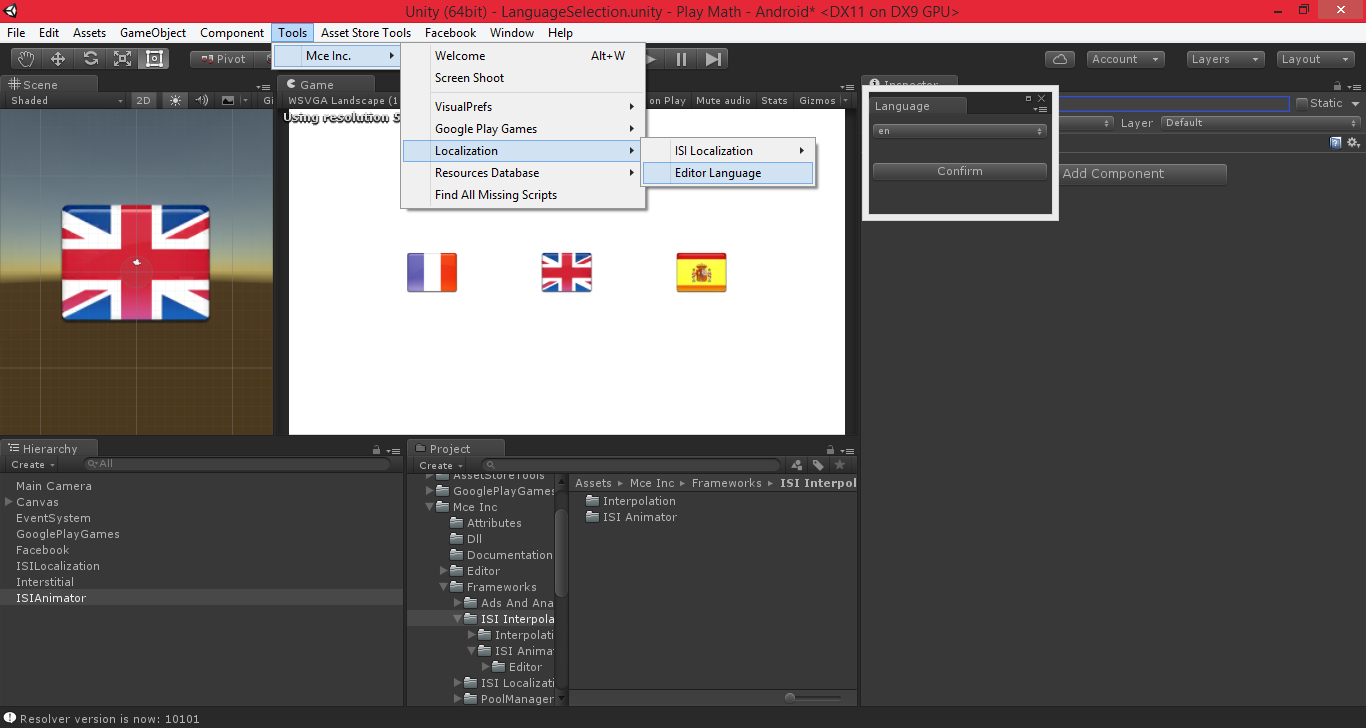 Unity (64bit) - LanguageSelection.unity - Play Math - Android* <DX11 on DX9 GPU>
File Edit Assets GameObject Component Tools Asset Store Tools Facebook Window Help
Mce Inc.
Welcome Alt+W
Screen Shoot
VisualPrefs
Google Play Games
Localization
Resources Database
Find All Missing Scripts
ISI Localization
Editor Language
Pivot
Account
Layers
Layout
Scene
Shaded 2D Gi
Game
WSVGA Landscape (1 on Play Mute audio Stats Gizmos
Using resolution
Inspector
Static
Layer Default
Add Component
Language
en
Confirm
Hierarchy
Create All
Main Camera
Canvas
EventSystem
GooglePlayGames
Facebook
ISILocalization
Interstitial
ISIAnimator
Project
Create
AssetStoreTools
GooglePlayGames
Mce Inc
Attributes
Dll
Documentation
Editor
Frameworks
Ads And Ana
ISI Interpola
Interpolati
ISI Anima
Editor
ISI Localizati
PoolManager
Assets Mce Inc Frameworks ISI Interpol
Interpolation
ISI Animator
Resolver version is now: 10101